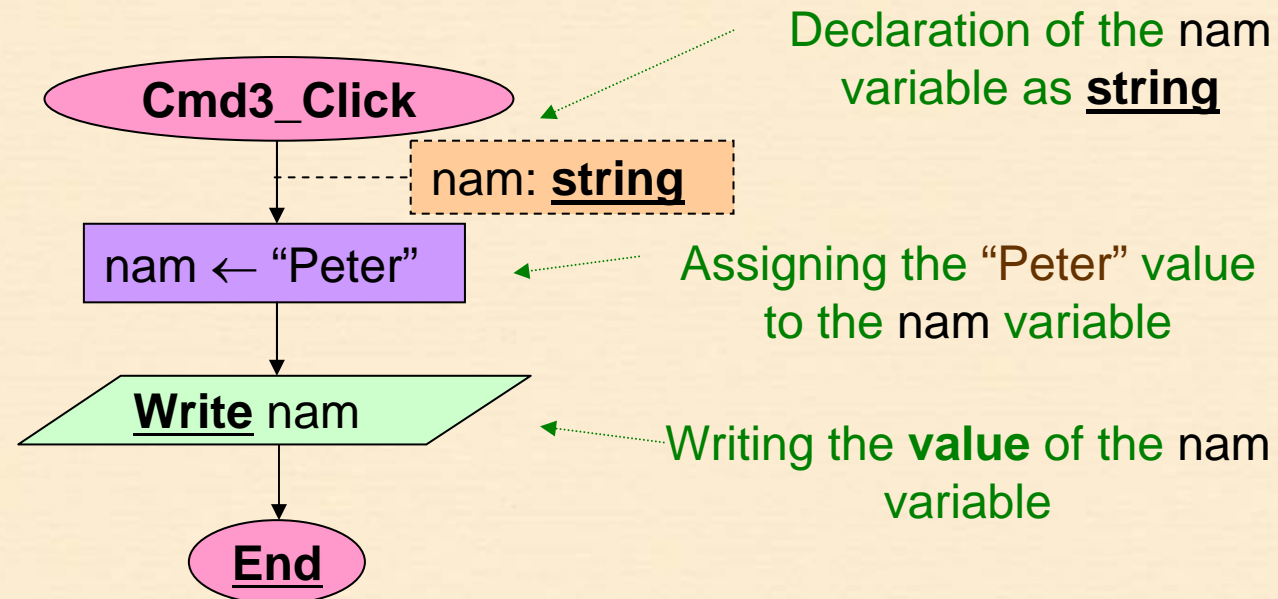 Declaration of the nam
variable as string
Cmd3_Click
nam: string
nam ← “Peter”
Assigning the “Peter” value
to the nam variable
Write nam
Writing the value of the nam
variable
End